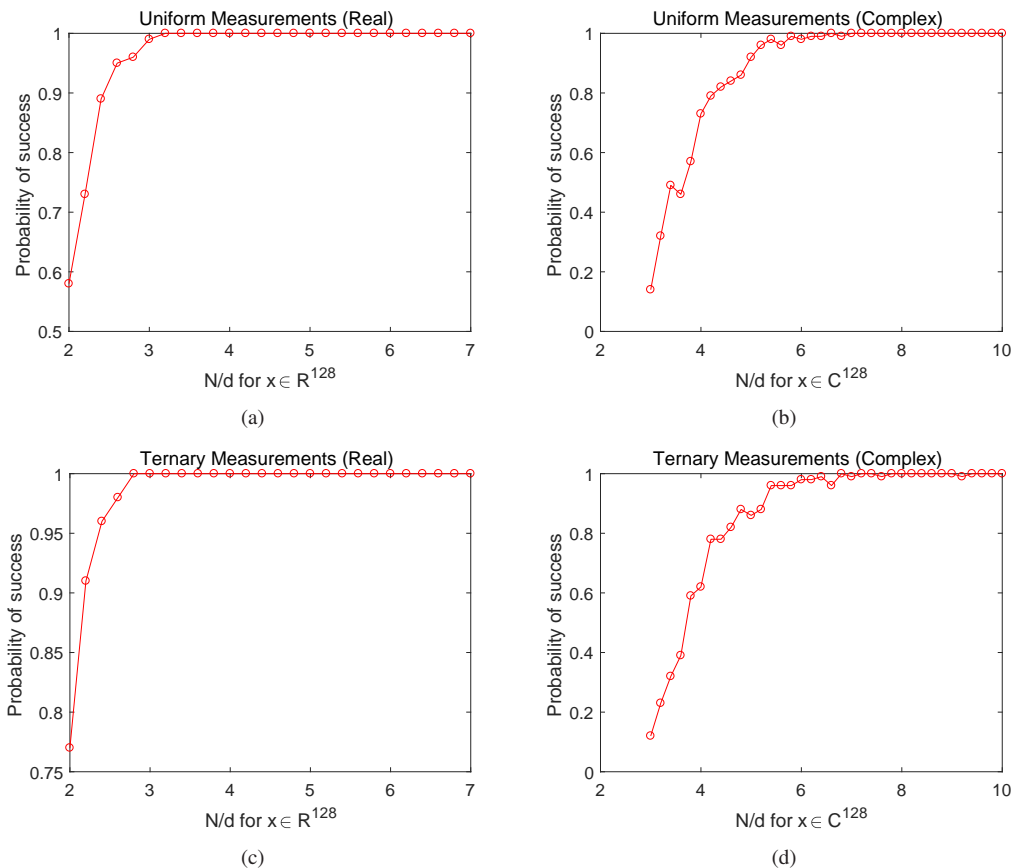 Uniform Measurements (Real)
1
0.9
0.8
0.7
0.6
0.5
Probability of success
2 3 4 5 6 7
N/d for x ∈ R^128
(a)
Uniform Measurements (Complex)
1
0.8
0.6
0.4
0.2
0
Probability of success
2 4 6 8 10
N/d for x ∈ C^128
(b)
Ternary Measurements (Real)
1
0.95
0.9
0.85
0.8
0.75
Probability of success
2 3 4 5 6 7
N/d for x ∈ R^128
(c)
Ternary Measurements (Complex)
1
0.8
0.6
0.4
0.2
0
Probability of success
2 4 6 8 10
N/d for x ∈ C^128
(d)